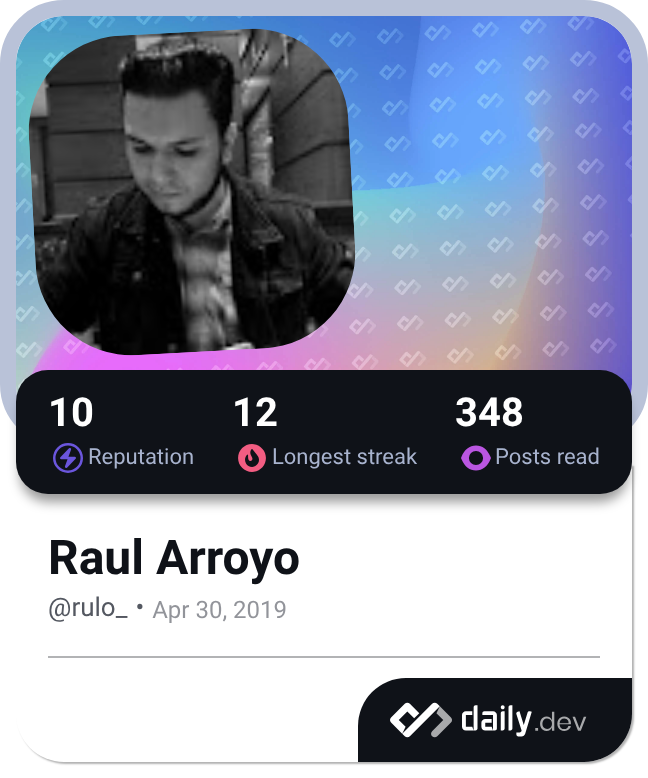 10 12 348
Reputation Longest streak Posts read
Raul Arroyo
@rulo_ • Apr 30, 2019
daily.dev